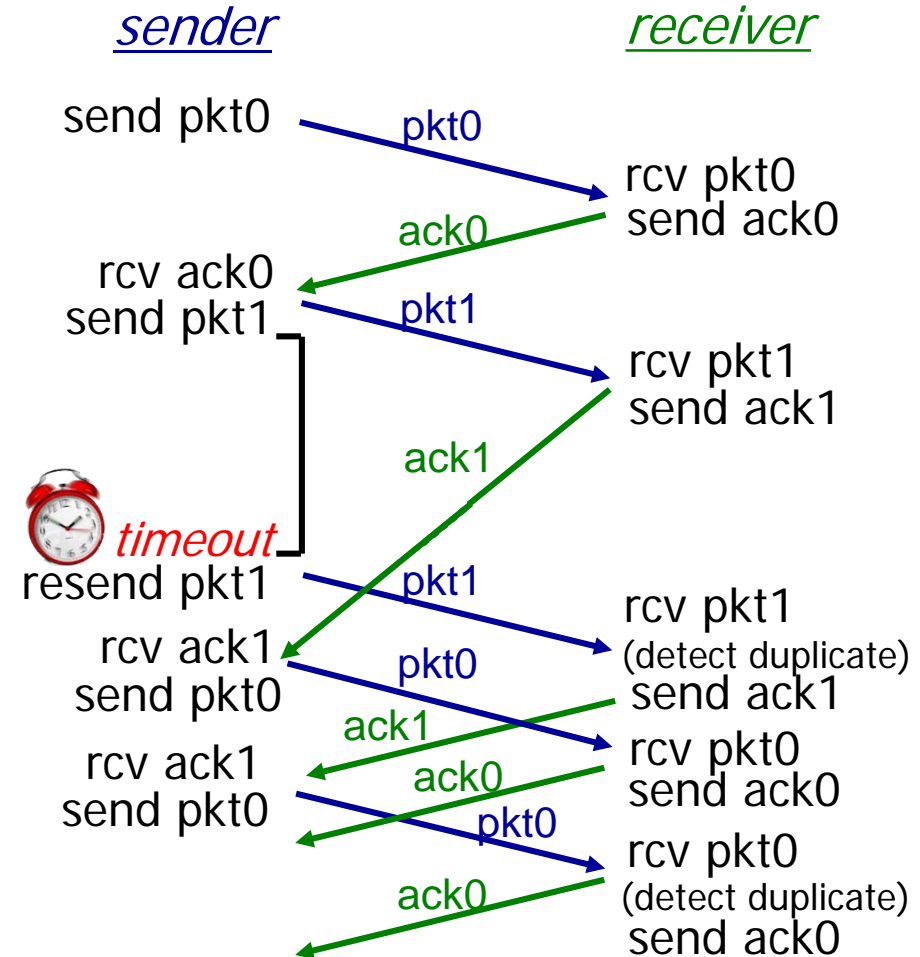 sender
receiver
send pkt0
pkt0
rcv pkt0
send ack0
ack0
rcv ack0
send pkt1
pkt1
rcv pkt1
send ack1
ack1
timeout
resend pkt1
pkt1
rcv pkt1
(detect duplicate)
send ack1
rcv ack1
send pkt0
pkt0
ack1
rcv pkt0
send ack0
rcv ack1
send pkt0
ack0
pkt0
rcv pkt0
(detect duplicate)
send ack0
ack0